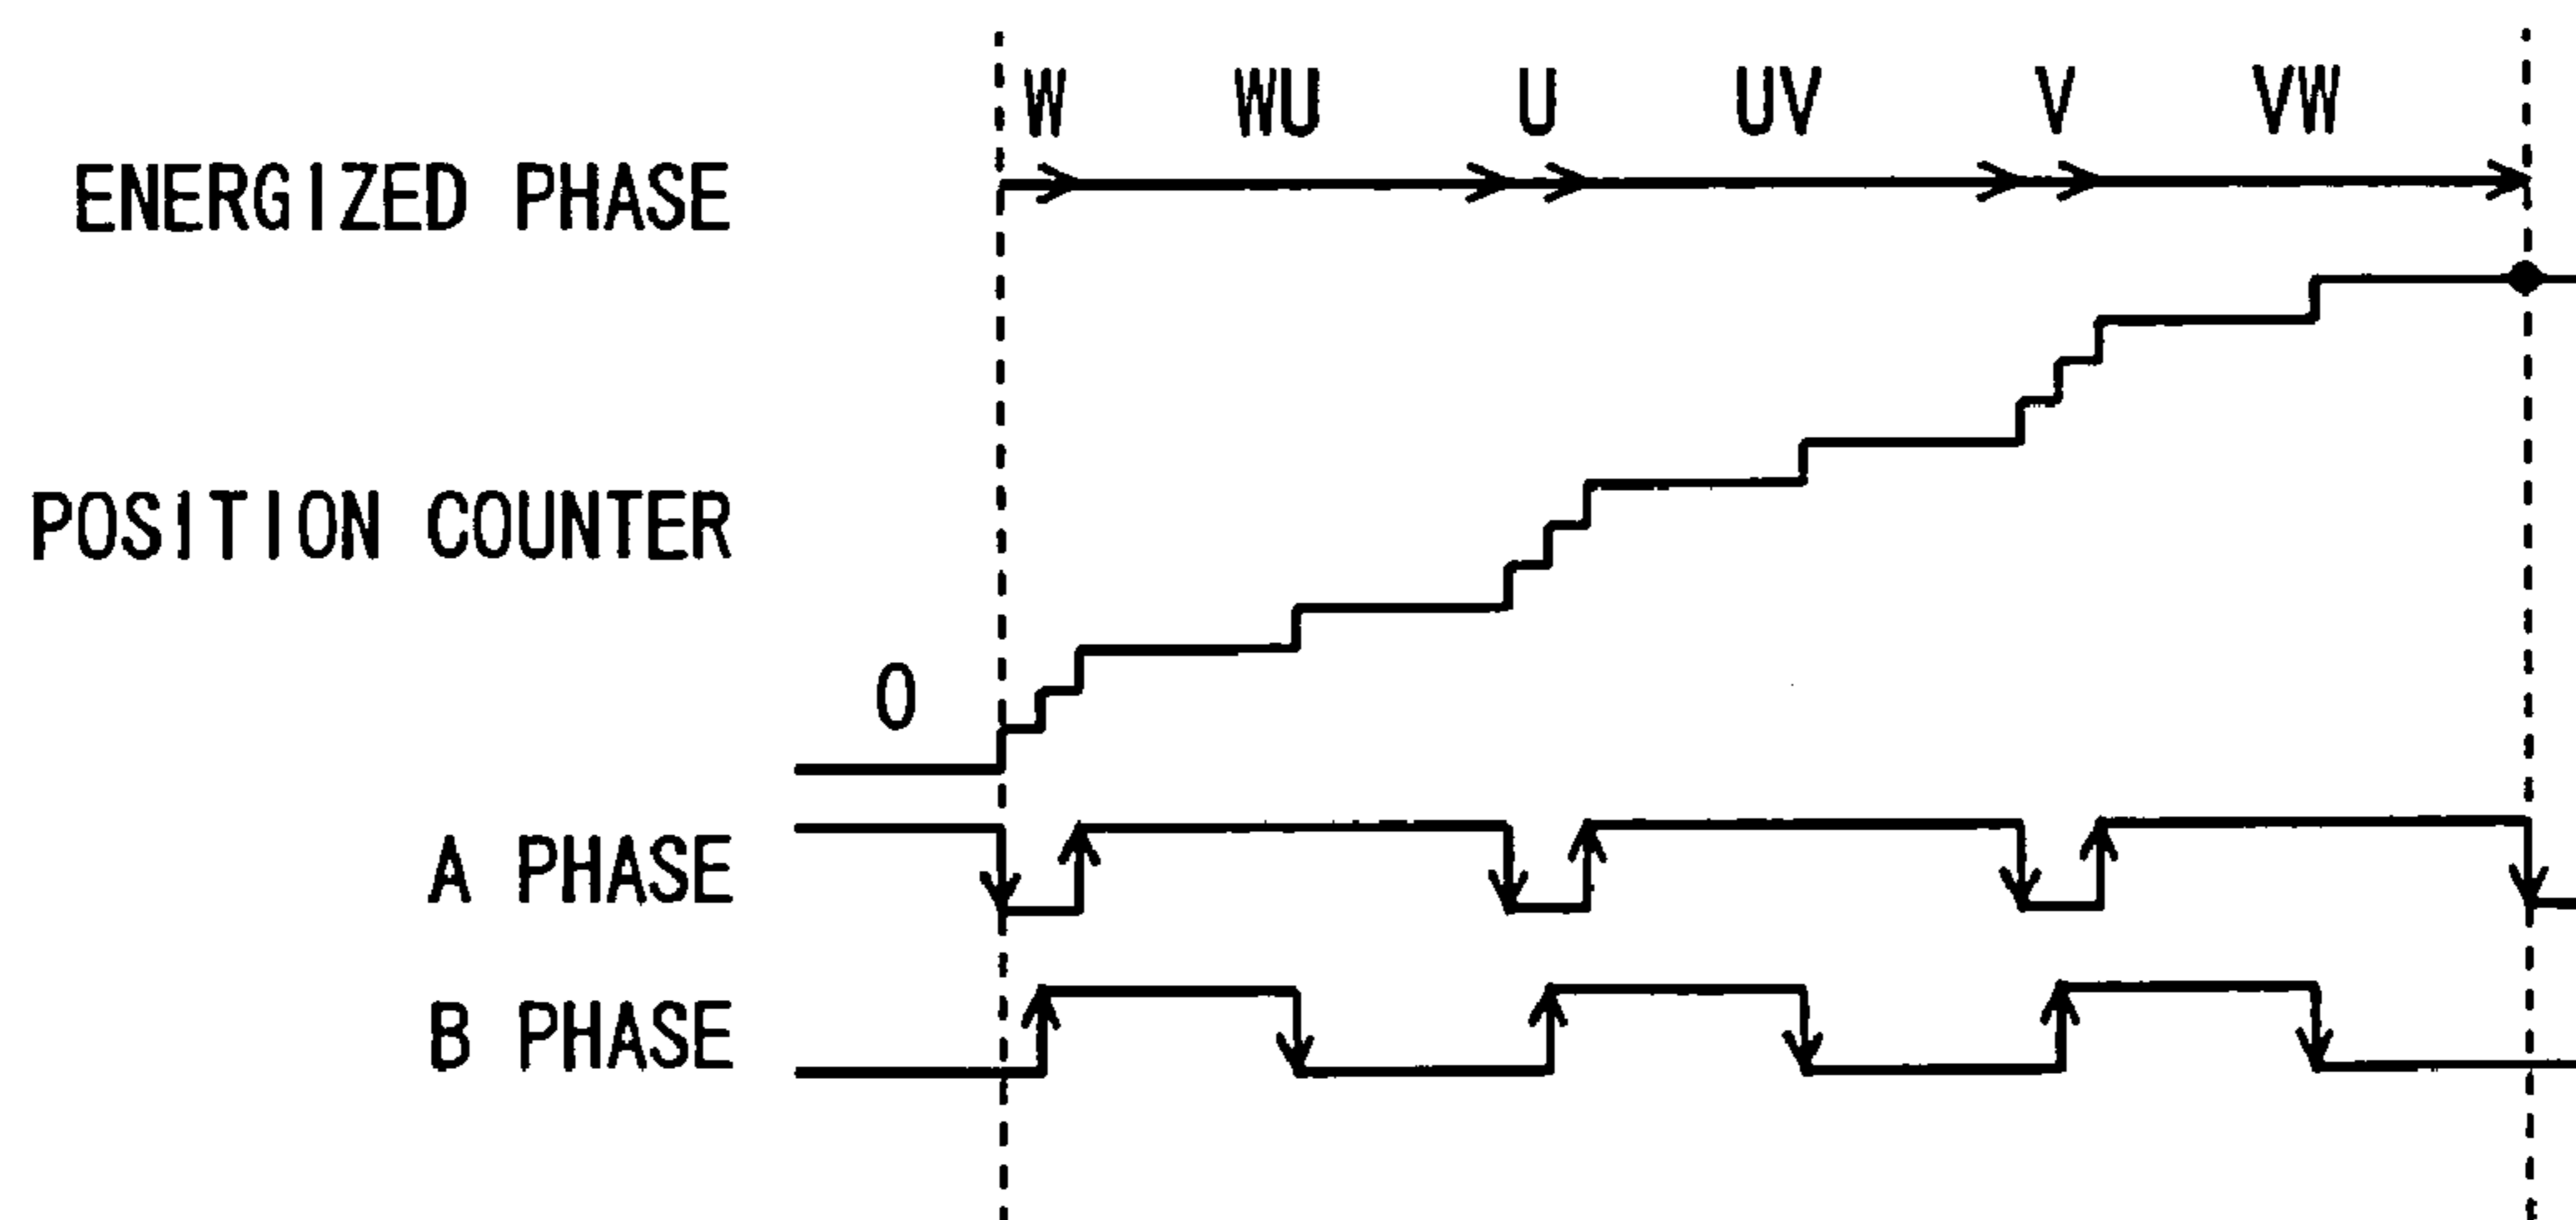 W WU U UV V VW
ENERGIZED PHASE
POSITION COUNTER
0
A PHASE
B PHASE